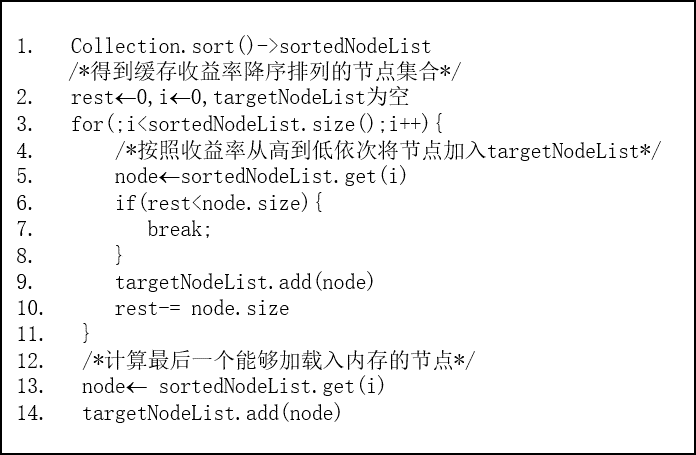 1. Collection.sort()->sortedNodeList
/*得到缓存收益率降序排列的节点集合*/
2. rest←0,i←0,targetNodeList为空
3. for(;i<sortedNodeList.size();i++){
4. /*按照收益率从高到低依次将节点加入targetNodeList*/
5. node←sortedNodeList.get(i)
6. if(rest<node.size){
7. break;
8. }
9. targetNodeList.add(node)
10. rest-= node.size
11. }
12. /*计算最后一个能够加载入内存的节点*/
13. node← sortedNodeList.get(i)
14. targetNodeList.add(node)